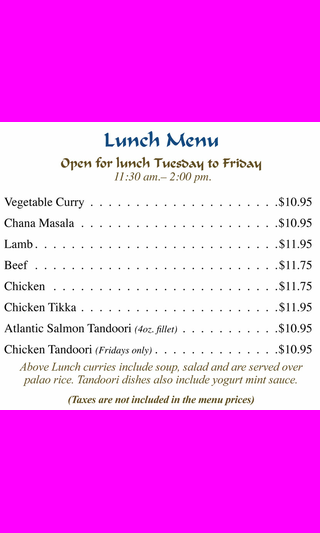 Lunch Menu
Open for lunch Tuesday to Friday
11:30 am.– 2:00 pm.
Vegetable Curry . . . . . . . . . . . . . . . . . . . . .$10.95
Chana Masala . . . . . . . . . . . . . . . . . . . . . .$10.95
Lamb . . . . . . . . . . . . . . . . . . . . . . . . . . .$11.95
Beef . . . . . . . . . . . . . . . . . . . . . . . . . . .$11.75
Chicken . . . . . . . . . . . . . . . . . . . . . . . . .$11.75
Chicken Tikka . . . . . . . . . . . . . . . . . . . . . .$11.95
Atlantic Salmon Tandoori (4oz. fillet) . . . . . . . . . .$10.95
Chicken Tandoori (Fridays only) . . . . . . . . . . . . .$10.95
Above Lunch curries include soup, salad and are served over
palao rice. Tandoori dishes also include yogurt mint sauce.
(Taxes are not included in the menu prices)